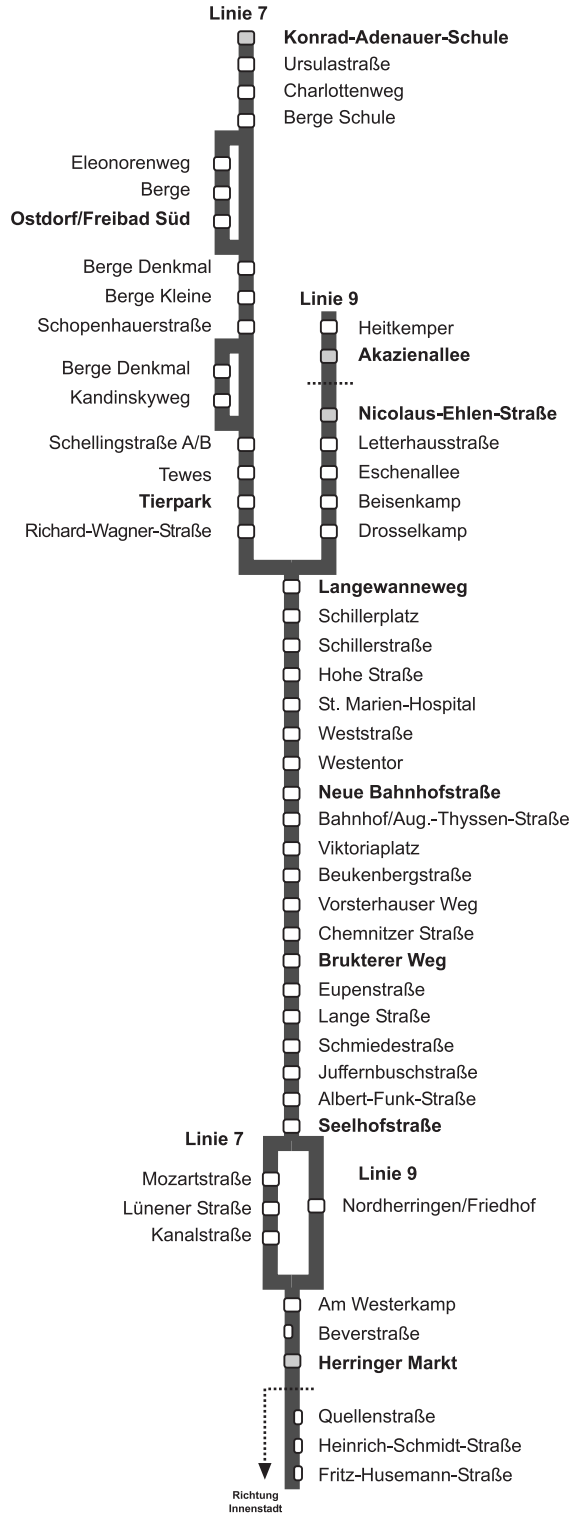 Linie 7
Konrad-Adenauer-Schule
Ursulastraße
Charlottenweg
Berge Schule
Eleonorenweg
Berge
Ostdorf/Freibad Süd
Berge Denkmal
Berge Kleine
Schopenhauerstraße
Berge Denkmal
Kandinskyweg
Schellingstraße A/B
Tewes
Tierpark
Richard-Wagner-Straße
Linie 9
Heitkemper
Akazienallee
Nicolaus-Ehlen-Straße
Letterhausstraße
Eschenallee
Beisenkamp
Drosselkamp
Langewanneweg
Schillerplatz
Schillerstraße
Hohe Straße
St. Marien-Hospital
Weststraße
Westentor
Neue Bahnhofstraße
Bahnhof/Aug.-Thyssen-Straße
Viktoriaplatz
Beukenbergstraße
Vorsterhauser Weg
Chemnitzer Straße
Brukterer Weg
Eupenstraße
Lange Straße
Schmiedestraße
Juffernbuschstraße
Albert-Funk-Straße
Seelhofstraße
Linie 7
Mozartstraße
Lünener Straße
Kanalstraße
Linie 9
Nordherringen/Friedhof
Am Westerkamp
Beverstraße
Herringer Markt
Quellenstraße
Heinrich-Schmidt-Straße
Fritz-Husemann-Straße
Richtung
Innenstadt